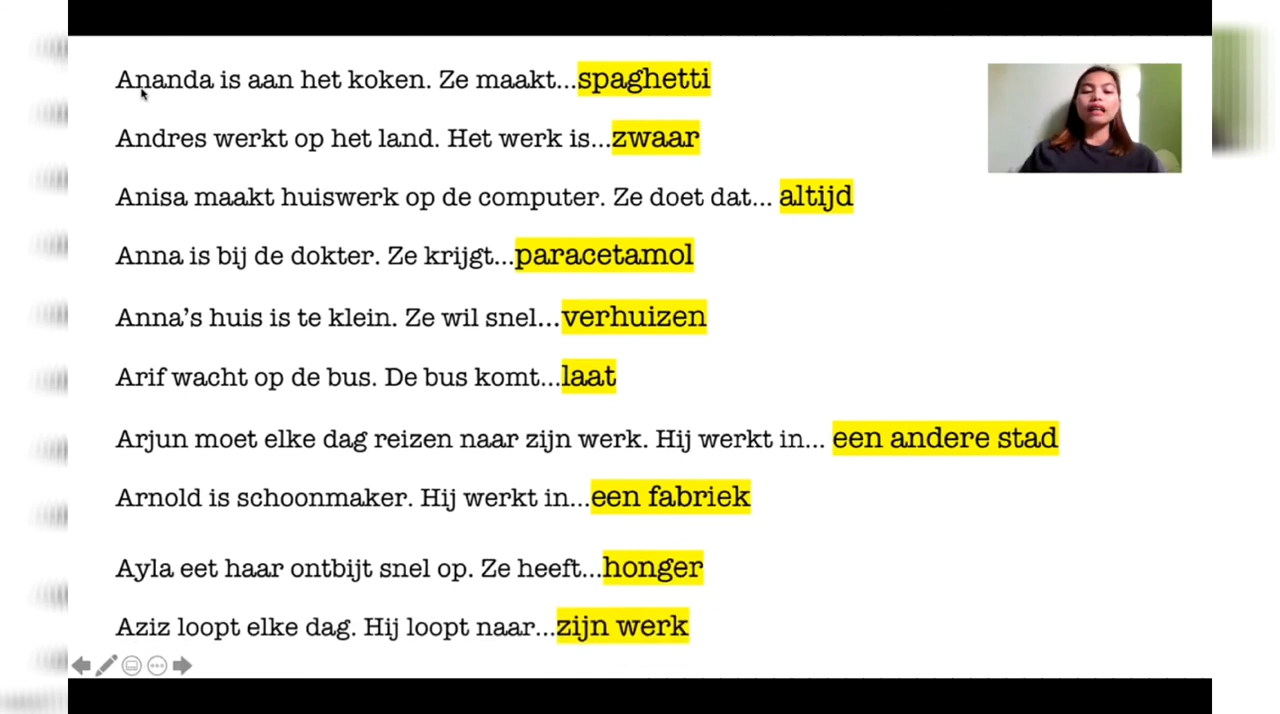 Ananda is aan het koken. Ze maakt...spaghetti
Andres werkt op het land. Het werk is...zwaar
Anisa maakt huiswerk op de computer. Ze doet dat... altijd
Anna is bij de dokter. Ze krijgt...paracetamol
Anna's huis is te klein. Ze wil snel...verhuizen
Arif wacht op de bus. De bus komt...laat
Arjun moet elke dag reizen naar zijn werk. Hij werkt in... een andere stad
Arnold is schoonmaker. Hij werkt in...een fabriek
Ayla eet haar ontbijt snel op. Ze heeft...honger
Aziz loopt elke dag. Hij loopt naar...zijn werk